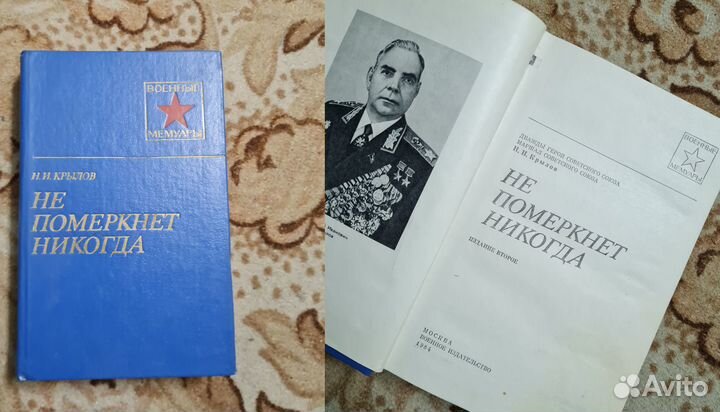 ВОЕННЫЕ
МЕМУАРЫ
Н.И. КРЫЛОВ
НЕ
ПОМЕРКНЕТ
НИКОГДА
Иванович
ВОЕННЫЕ
МЕМУАРЫ
ДВАЖДЫ ГЕРОЙ СОВЕТСКОГО СОЮЗА
МАРШАЛ СОВЕТСКОГО СОЮЗА
Н. И. Крылов
НЕ
ПОМЕРКНЕТ
НИКОГДА
ИЗДАНИЕ ВТОРОЕ
МОСКВА
ВОЕННОЕ ИЗДАТЕЛЬСТВО
1984
Avito